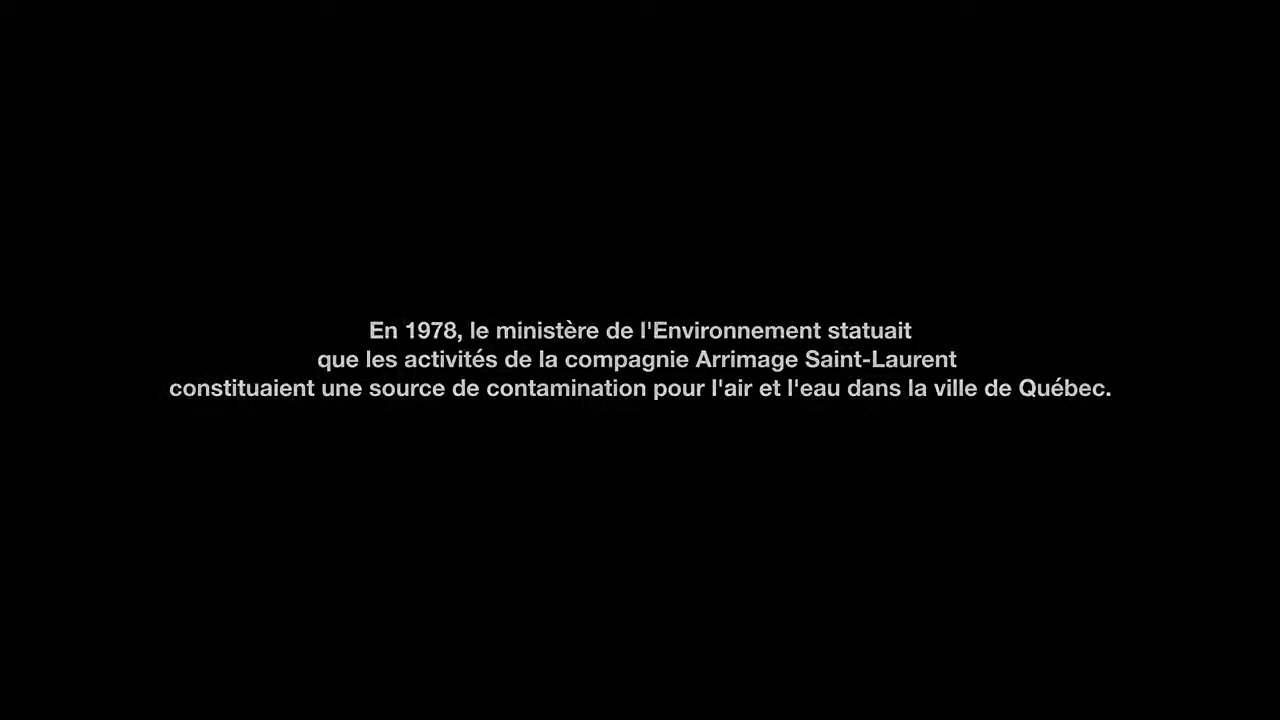 En 1978, le ministère de l'Environnement statuait
que les activités de la compagnie Arrimage Saint-Laurent
constituaient une source de contamination pour l'air et l'eau dans la ville de Québec.